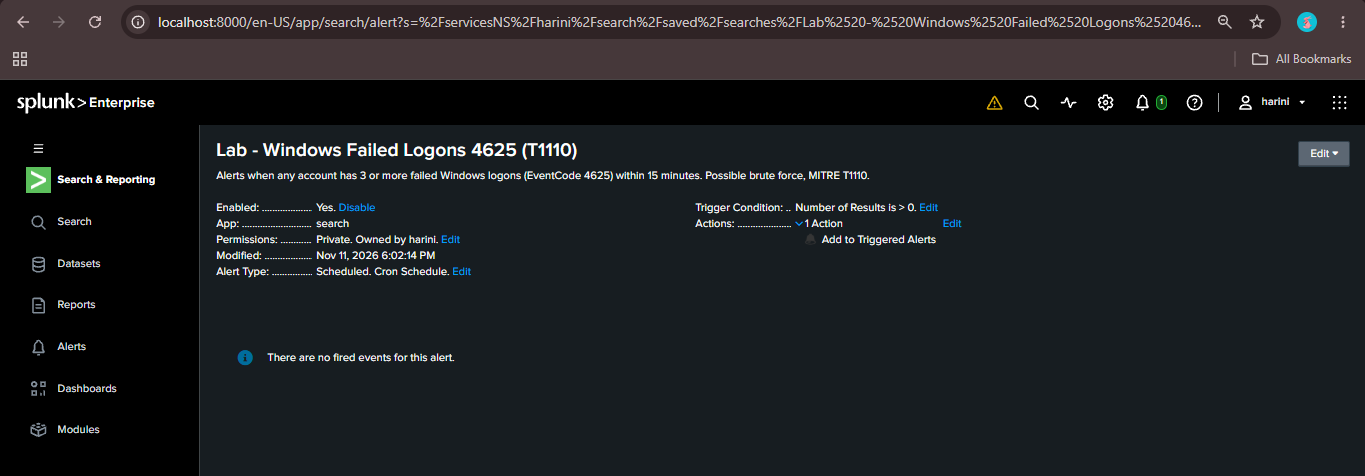 localhost:8000/en-US/app/search/alert?s=%2FservicesNS%2Fharini%2Fsearch%2Fsaved%2Fsearches%2FLab%2520-%2520Windows%2520Failed%2520Logons%252046...
All Bookmarks
splunk>Enterprise
1
harini
Lab - Windows Failed Logons 4625 (T1110)
Edit
Search & Reporting
Alerts when any account has 3 or more failed Windows logons (EventCode 4625) within 15 minutes. Possible brute force, MITRE T1110.
Enabled: ................... Yes. Disable
Trigger Condition: .. Number of Results is > 0. Edit
Search
App: .......................... search
Actions: .................... 1 Action Edit
Permissions: ............ Private. Owned by harini. Edit
Add to Triggered Alerts
Modified: .................. Nov 11, 2026 6:02:14 PM
Datasets
Alert Type: ............... Scheduled. Cron Schedule. Edit
Reports
Alerts
There are no fired events for this alert.
Dashboards
Modules